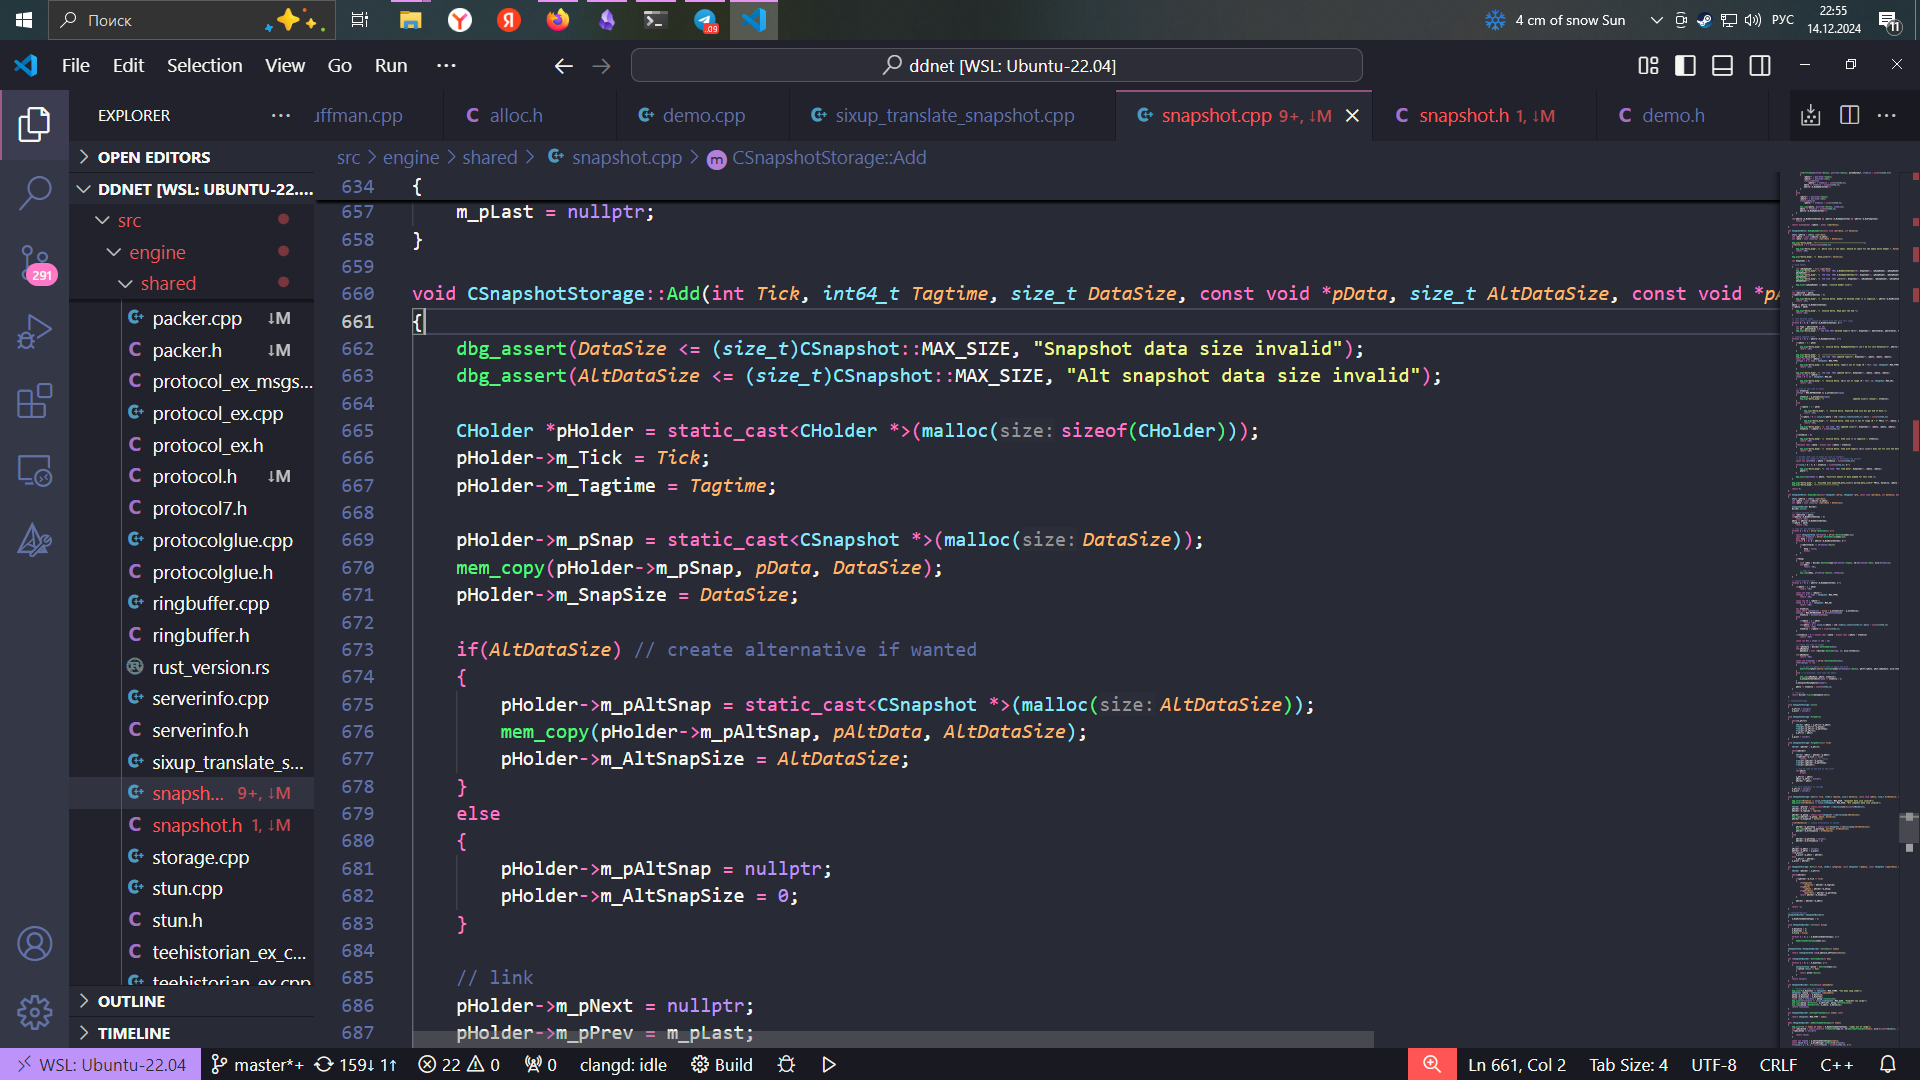 Поиск
.09
4 cm of snow Sun
РУС
22:55
14.12.2024
11
File Edit Selection View Go Run ···
ddnet [WSL: Ubuntu-22.04]
EXPLORER ···
uffman.cpp
alloc.h
demo.cpp
sixup_translate_snapshot.cpp
snapshot.cpp 9+, ↓M
snapshot.h 1, ↓M
demo.h
OPEN EDITORS
DDNET [WSL: UBUNTU-22....
src
engine
shared
291
packer.cpp ↓M
packer.h ↓M
protocol_ex_msgs...
protocol_ex.cpp
protocol_ex.h
protocol.h ↓M
protocol7.h
protocolglue.cpp
protocolglue.h
ringbuffer.cpp
ringbuffer.h
rust_version.rs
serverinfo.cpp
serverinfo.h
sixup_translate_s...
snapsh... 9+, ↓M
snapshot.h 1, ↓M
storage.cpp
stun.cpp
stun.h
teehistorian_ex_c...
teehistorian_ex.cpp
OUTLINE
TIMELINE
src > engine > shared > snapshot.cpp > CSnapshotStorage::Add
634 {
657 m_pLast = nullptr;
658 }
659
660 void CSnapshotStorage::Add(int Tick, int64_t Tagtime, size_t DataSize, const void *pData, size_t AltDataSize, const void *pA
661 {
662 dbg_assert(DataSize <= (size_t)CSnapshot::MAX_SIZE, "Snapshot data size invalid");
663 dbg_assert(AltDataSize <= (size_t)CSnapshot::MAX_SIZE, "Alt snapshot data size invalid");
664
665 CHolder *pHolder = static_cast<CHolder *>(malloc(size: sizeof(CHolder)));
666 pHolder->m_Tick = Tick;
667 pHolder->m_Tagtime = Tagtime;
668
669 pHolder->m_pSnap = static_cast<CSnapshot *>(malloc(size: DataSize));
670 mem_copy(pHolder->m_pSnap, pData, DataSize);
671 pHolder->m_SnapSize = DataSize;
672
673 if(AltDataSize) // create alternative if wanted
674 {
675 pHolder->m_pAltSnap = static_cast<CSnapshot *>(malloc(size: AltDataSize));
676 mem_copy(pHolder->m_pAltSnap, pAltData, AltDataSize);
677 pHolder->m_AltSnapSize = AltDataSize;
678 }
679 else
680 {
681 pHolder->m_pAltSnap = nullptr;
682 pHolder->m_AltSnapSize = 0;
683 }
684
685 // link
686 pHolder->m_pNext = nullptr;
687 pHolder->m_pPrev = m_pLast;
WSL: Ubuntu-22.04 master*+ 159↓ 1↑ 22 0 0 clangd: idle Build Ln 661, Col 2 Tab Size: 4 UTF-8 CRLF C++